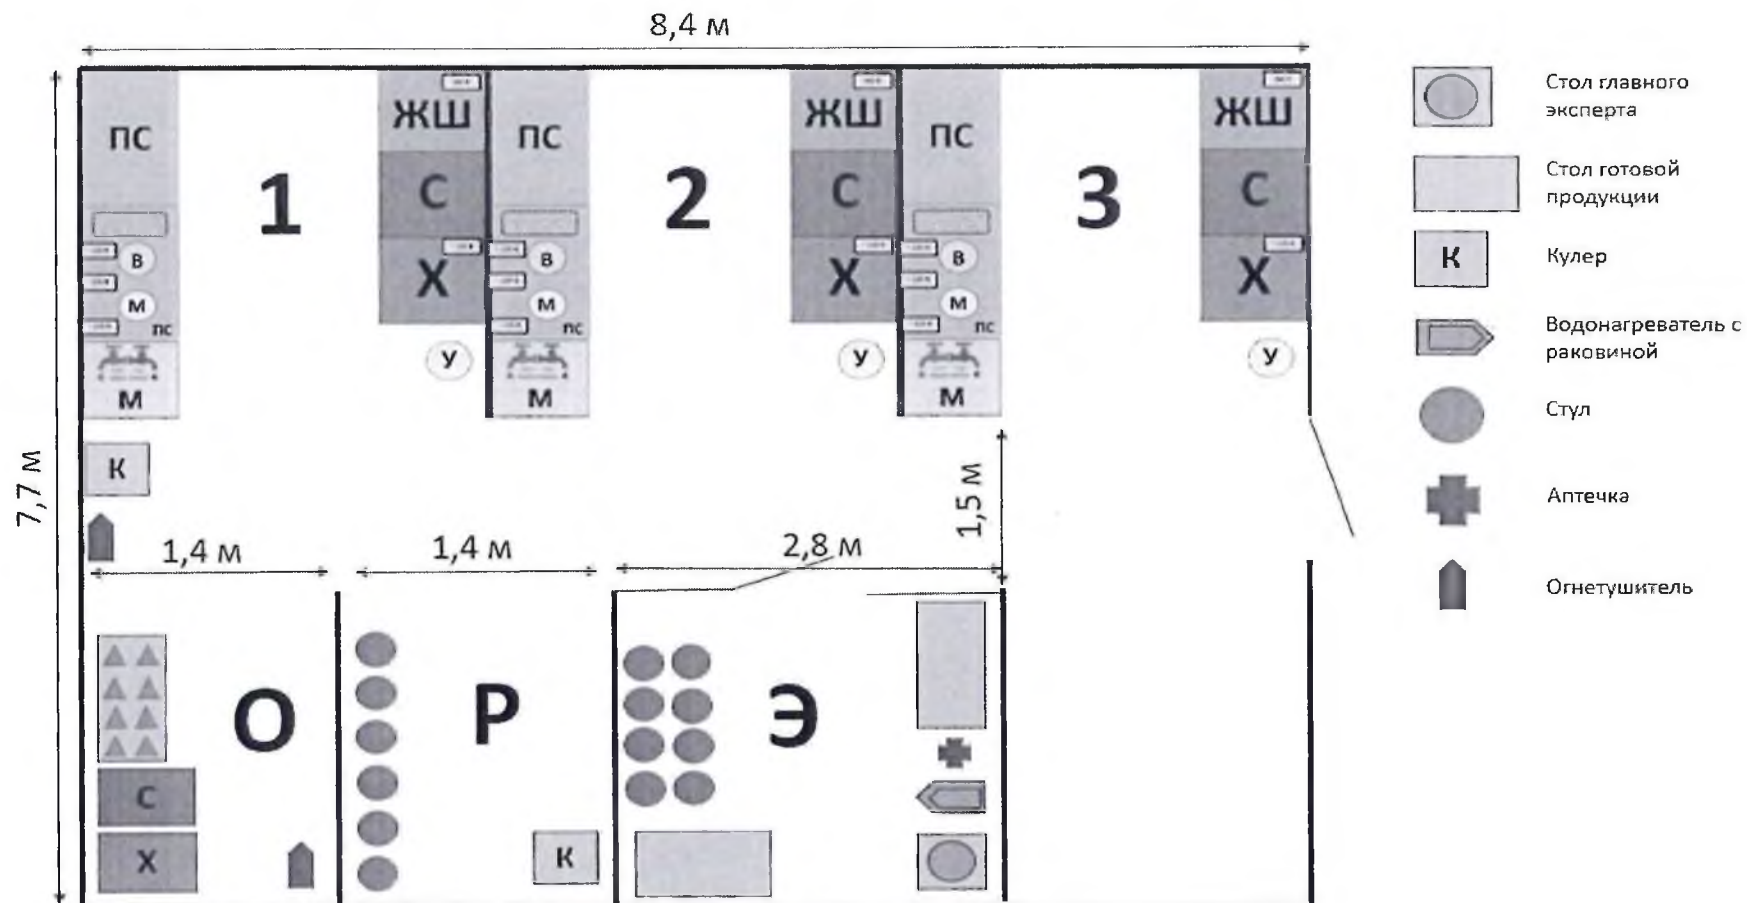 8,4 м
7,7 м
ПС
1
ЖШ
С
Х
У
В
М
ПС
М
ПС
2
ЖШ
С
Х
У
В
М
ПС
М
ПС
3
ЖШ
С
Х
У
В
М
ПС
М
К
1,4 м
1,4 м
2,8 м
1,5 м
О
С
Х
Р
К
Э
Стол главного
эксперта
Стол готовой
продукции
К
Кулер
Водонагреватель с
раковиной
Стул
Аптечка
Огнетушитель